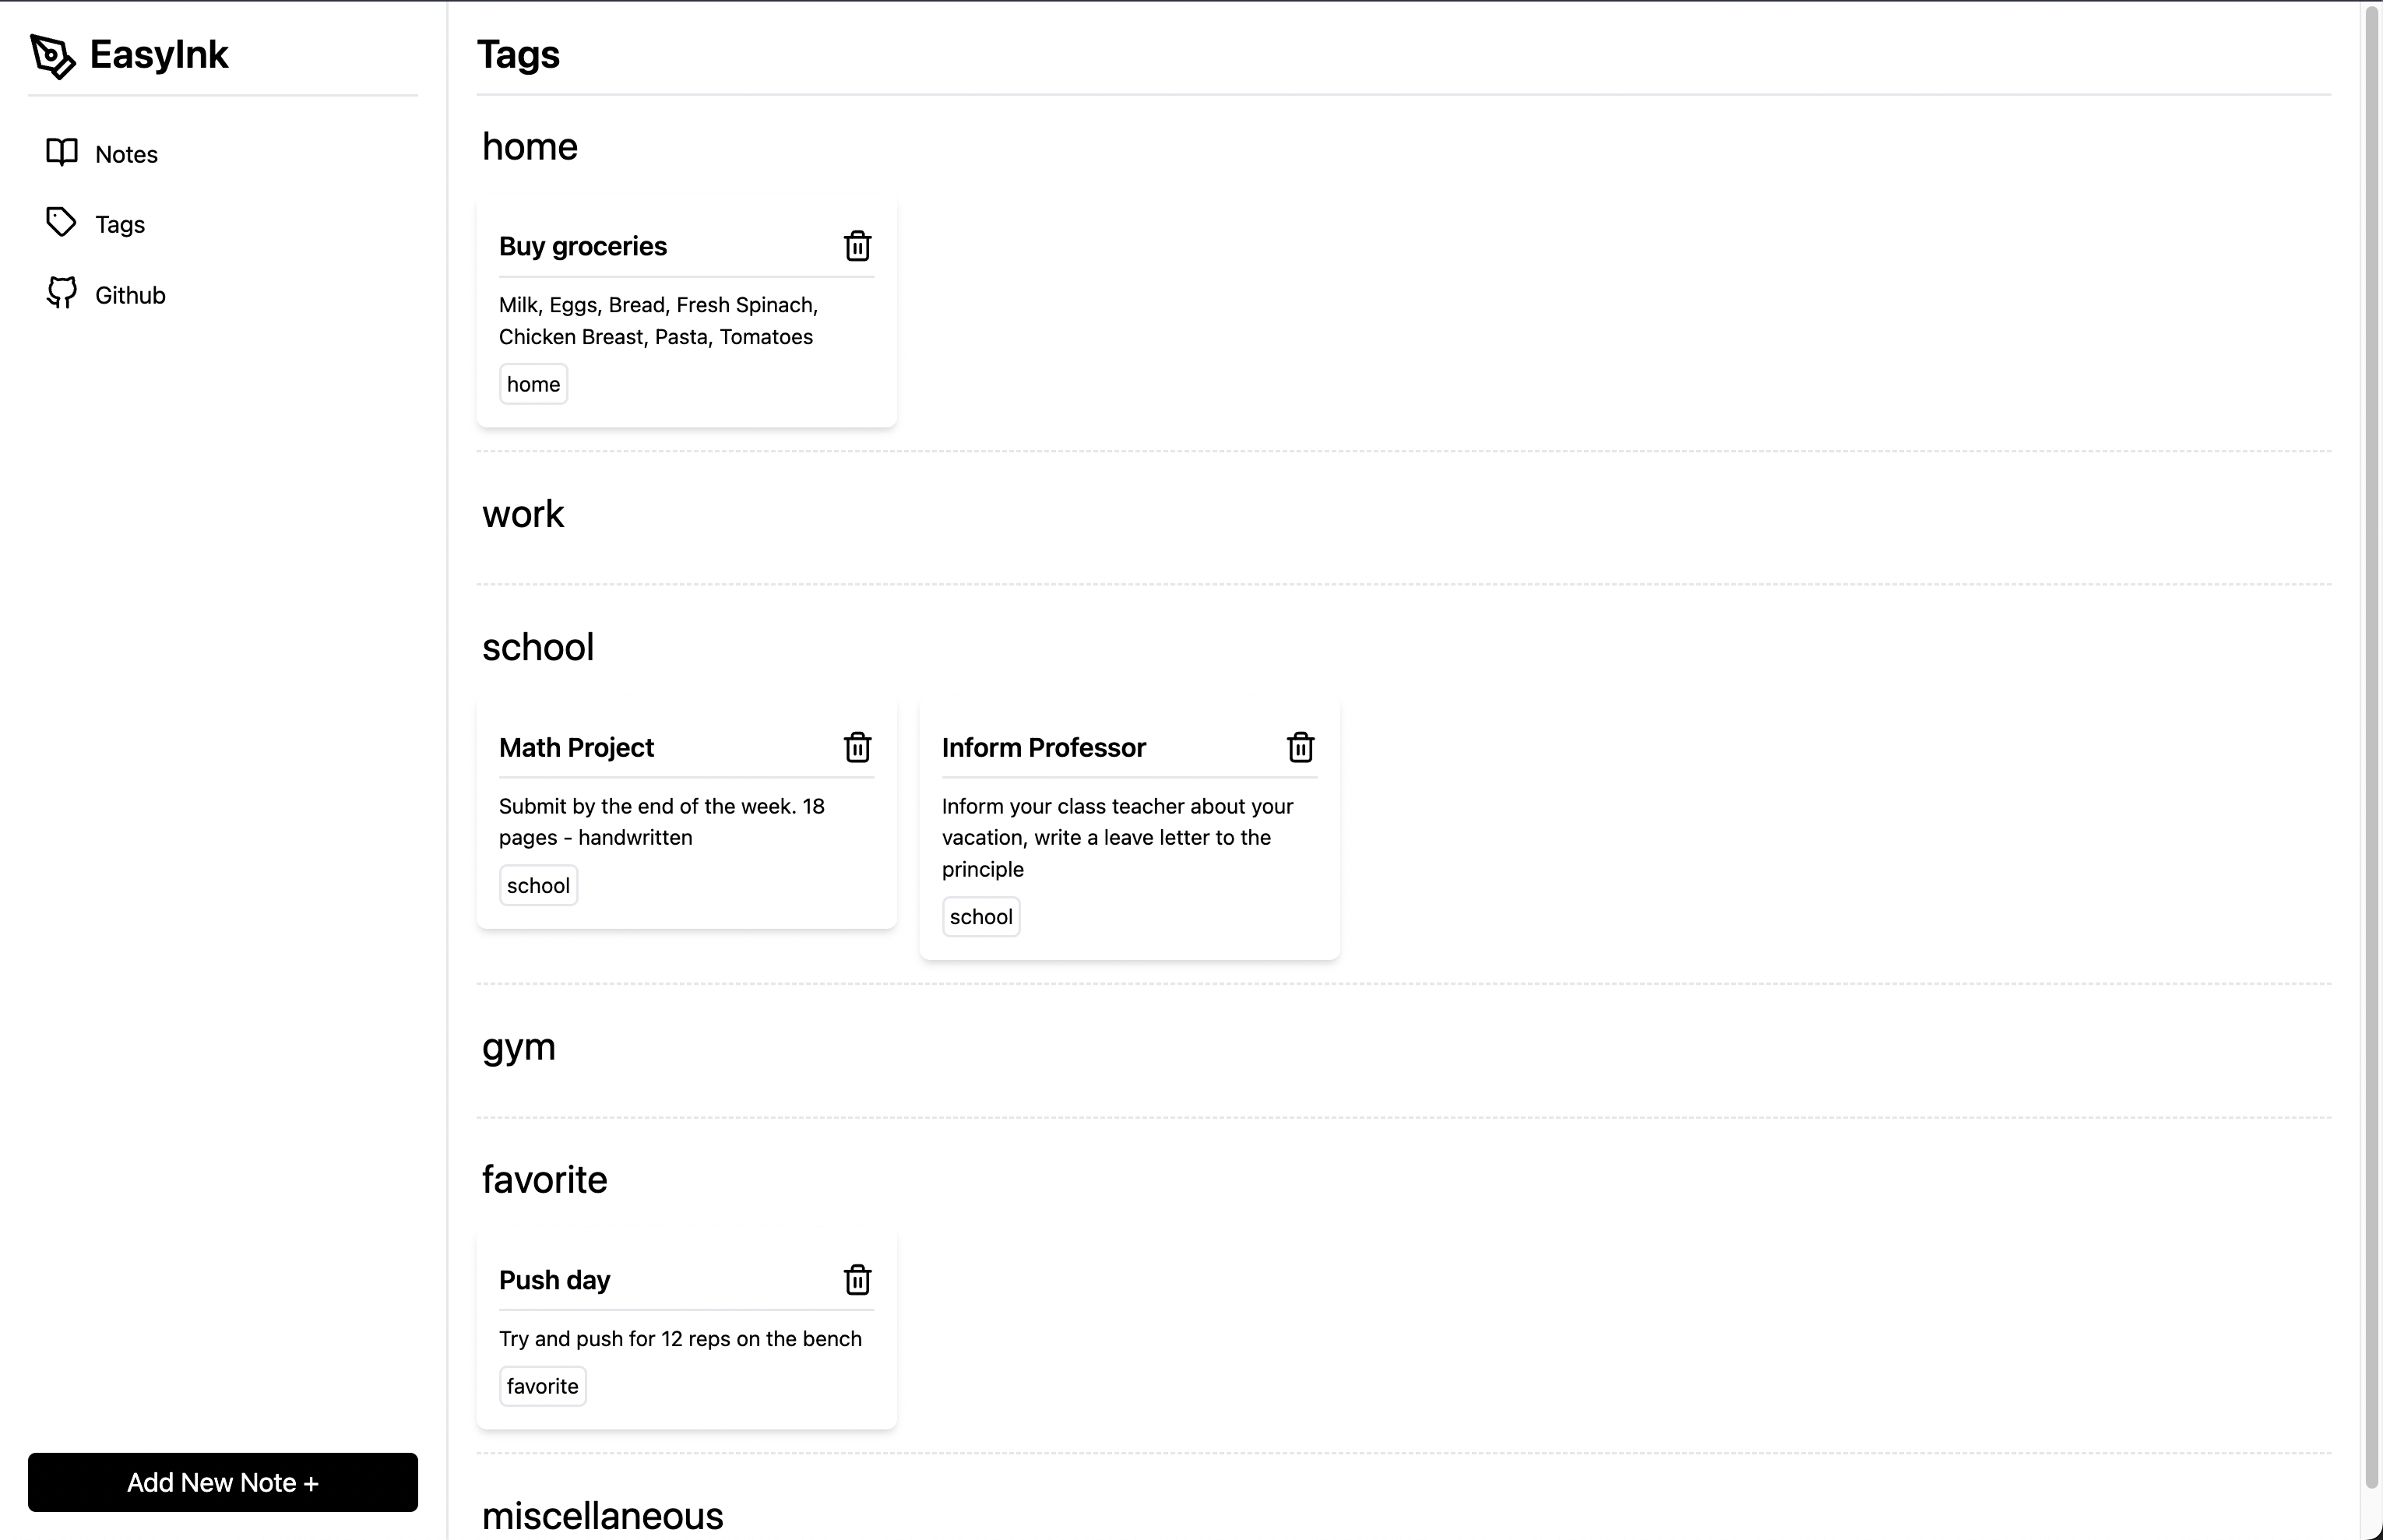 EasyInk
Notes
Tags
Github
Add New Note +
Tags
home
Buy groceries
Milk, Eggs, Bread, Fresh Spinach,
Chicken Breast, Pasta, Tomatoes
home
work
school
Math Project
Submit by the end of the week. 18
pages - handwritten
school
Inform Professor
Inform your class teacher about your
vacation, write a leave letter to the
principle
school
gym
favorite
Push day
Try and push for 12 reps on the bench
favorite
miscellaneous